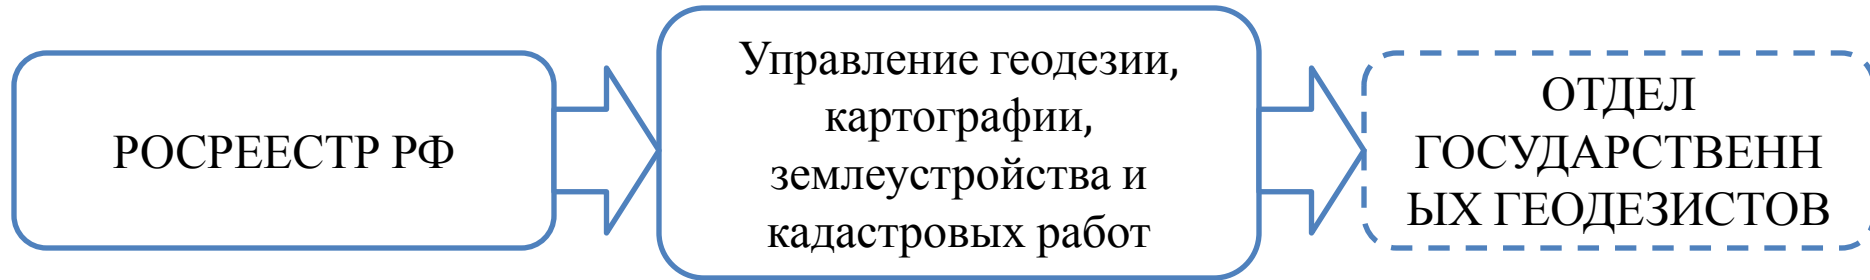 РОСРЕЕСТР РФ
Управление геодезии,
картографии,
землеустройства и
кадастровых работ
ОТДЕЛ
ГОСУДАРСТВЕНН
ЫХ ГЕОДЕЗИСТОВ